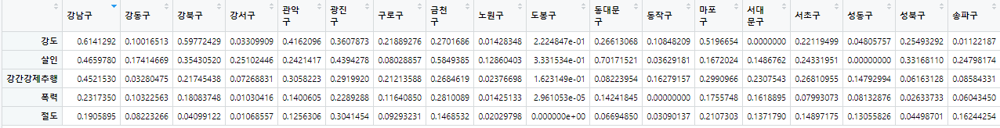 강남구 강동구 강북구 강서구 관악구 광진구 구로구 금천구 노원구 도봉구 동대문구 동작구 마포구 서대문구 서초구 성동구 성북구 송파구
강도 0.6141292 0.10016513 0.59772429 0.03309909 0.4162096 0.3607873 0.21889276 0.2701686 0.01428348 2.224847e-01 0.26613068 0.10848209 0.5196654 0.0000000 0.22119499 0.04805757 0.25493292 0.01122187
살인 0.4659780 0.17414669 0.35430520 0.25102446 0.2421417 0.4394278 0.08028857 0.5849385 0.12860403 3.331534e-01 0.70171521 0.03629181 0.1672024 0.1486762 0.24331951 0.00000000 0.33168110 0.24798174
강간강제추행 0.4521530 0.03280475 0.21745438 0.07268831 0.3058223 0.2919920 0.21213588 0.2684619 0.02376698 1.623149e-01 0.08223954 0.16279157 0.2990966 0.2307543 0.26810955 0.14792994 0.06163128 0.08584331
폭력 0.2317350 0.10322563 0.18083748 0.01030416 0.1400605 0.2289288 0.11640850 0.2810089 0.01425133 2.961053e-05 0.14241845 0.00000000 0.1755748 0.1618895 0.07993073 0.08132876 0.02633733 0.06043450
절도 0.1905895 0.08223266 0.04099122 0.01068557 0.1256306 0.3041454 0.09293231 0.1468532 0.02029798 0.000000e+00 0.06694850 0.03090137 0.2107303 0.1371790 0.14897175 0.13055826 0.04498701 0.16244254